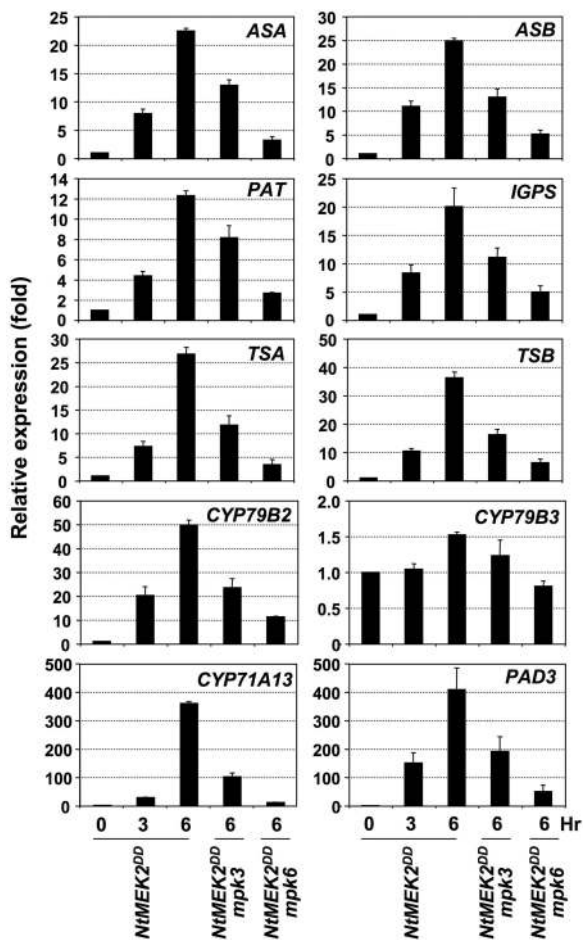 Relative expression (fold)
ASA
25
20
15
10
5
0
ASB
30
25
20
15
10
5
0
PAT
14
12
10
8
6
4
2
0
IGPS
25
20
15
10
5
0
TSA
30
25
20
15
10
5
0
TSB
50
40
30
20
10
0
CYP79B2
60
50
40
30
20
10
0
CYP79B3
2.0
1.5
1.0
0.5
0.0
CYP71A13
500
400
300
200
100
0
PAD3
500
400
300
200
100
0
0 3 6 6 6 0 3 6 6 6 Hr
NtMEK2DD
NtMEK2DD
mpk3
NtMEK2DD
mpk6
NtMEK2DD
NtMEK2DD
mpk3
NtMEK2DD
mpk6